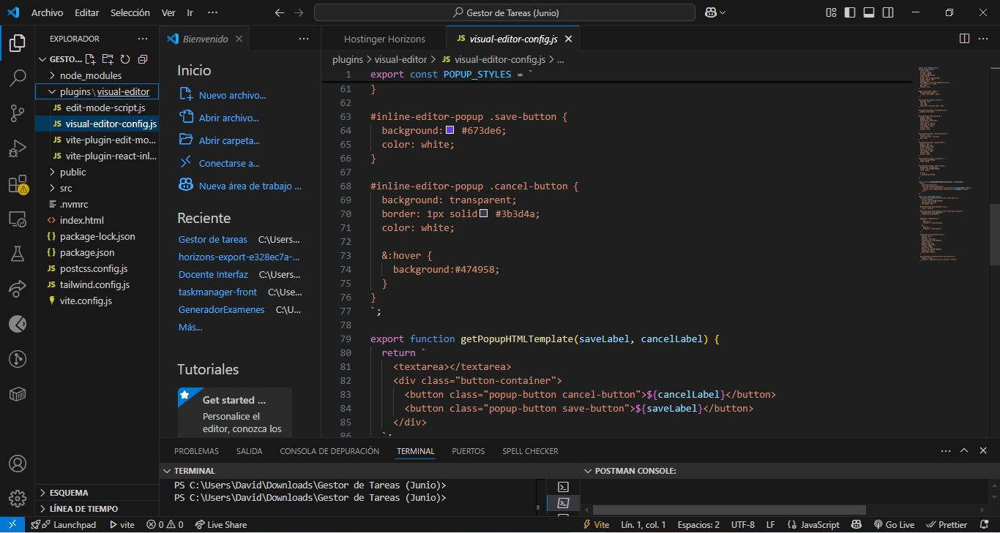 Archivo Editar Selección Ver Ir ···
Gestor de Tareas (Junio)
EXPLORADOR ···
GESTO...
node_modules
plugins\visual-editor
JS edit-mode-script.js
JS visual-editor-config.js
JS vite-plugin-edit-mo...
JS vite-plugin-react-inl...
public
src
.nvmrc
index.html
{} package-lock.json
{} package.json
JS postcss.config.js
JS tailwind.config.js
vite.config.js
ESQUEMA
LÍNEA DE TIEMPO
Bienvenido
Inicio
Nuevo archivo...
Abrir archivo...
Abrir carpeta...
Conectarse a...
Nueva área de trabajo ...
Reciente
Gestor de tareas C:\Users...
horizons-export-e328ec7a-...
Docente Interfaz C:\Users...
taskmanager-front C:\Use...
GeneradorExamenes C:\U...
Más...
Tutoriales
Get started ...
Personalice el
editor, conozca los
Hostinger Horizons JS visual-editor-config.js
plugins > visual-editor > JS visual-editor-config.js > ...
1 export const POPUP_STYLES = `
61 }
62
63 #inline-editor-popup .save-button {
64 background: #673de6;
65 color: white;
66 }
67
68 #inline-editor-popup .cancel-button {
69 background: transparent;
70 border: 1px solid #3b3d4a;
71 color: white;
72
73 &:hover {
74 background:#474958;
75 }
76 }
77 `;
78
79 export function getPopupHTMLTemplate(saveLabel, cancelLabel) {
80 return `
81 <textarea></textarea>
82 <div class="button-container">
83 <button class="popup-button cancel-button">${cancelLabel}</button>
84 <button class="popup-button save-button">${saveLabel}</button>
85 </div>
86 `;
PROBLEMAS SALIDA CONSOLA DE DEPURACIÓN TERMINAL PUERTOS SPELL CHECKER
TERMINAL
PS C:\Users\David\Downloads\Gestor de Tareas (Junio)>
PS C:\Users\David\Downloads\Gestor de Tareas (Junio)>
POSTMAN CONSOLE:
Launchpad vite 0 0 Live Share Vite Lín. 1, col. 1 Espacios: 2 UTF-8 LF {} JavaScript Go Live Prettier